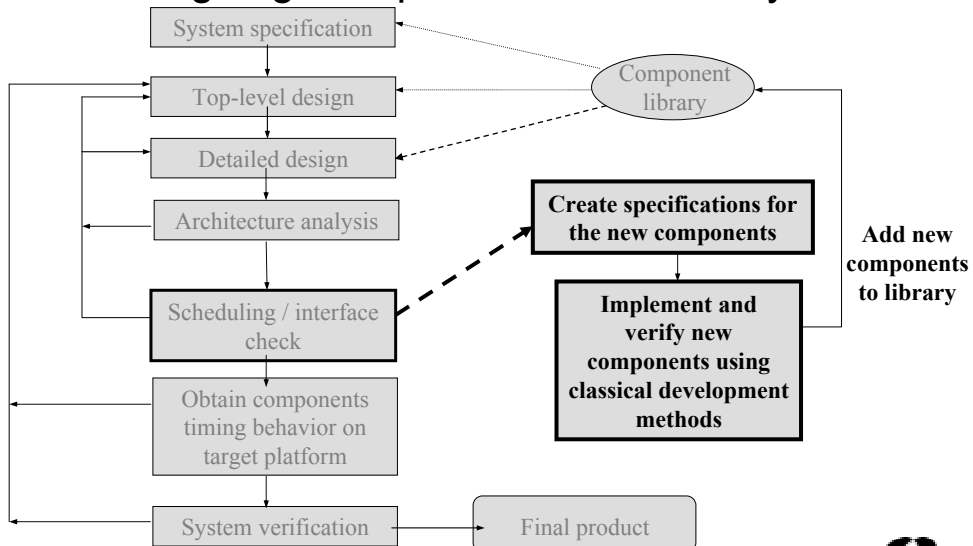 System specification
Top-level design
Component
library
Detailed design
Architecture analysis
Create specifications for
the new components
Add new
components
to library
Scheduling / interface
check
Implement and
verify new
components using
classical development
methods
Obtain components
timing behavior on
target platform
System verification
Final product